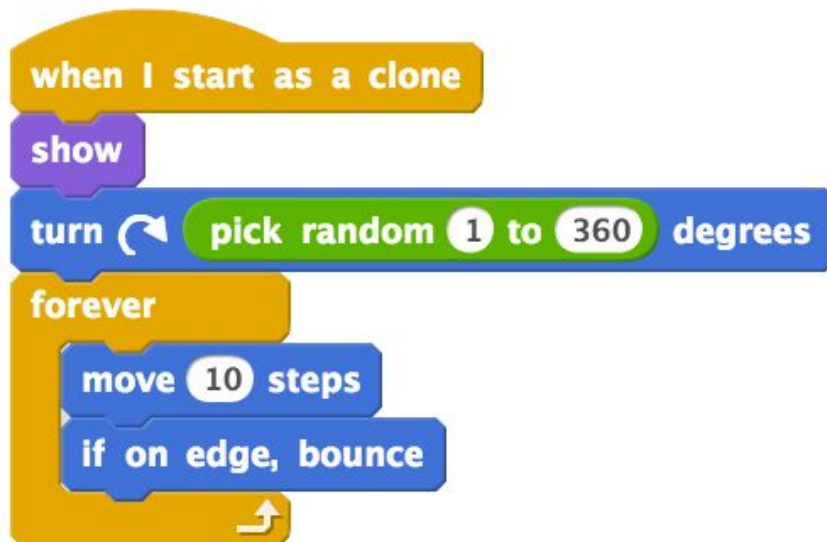 when I start as a clone
show
turn pick random 1 to 360 degrees
forever
move 10 steps
if on edge, bounce